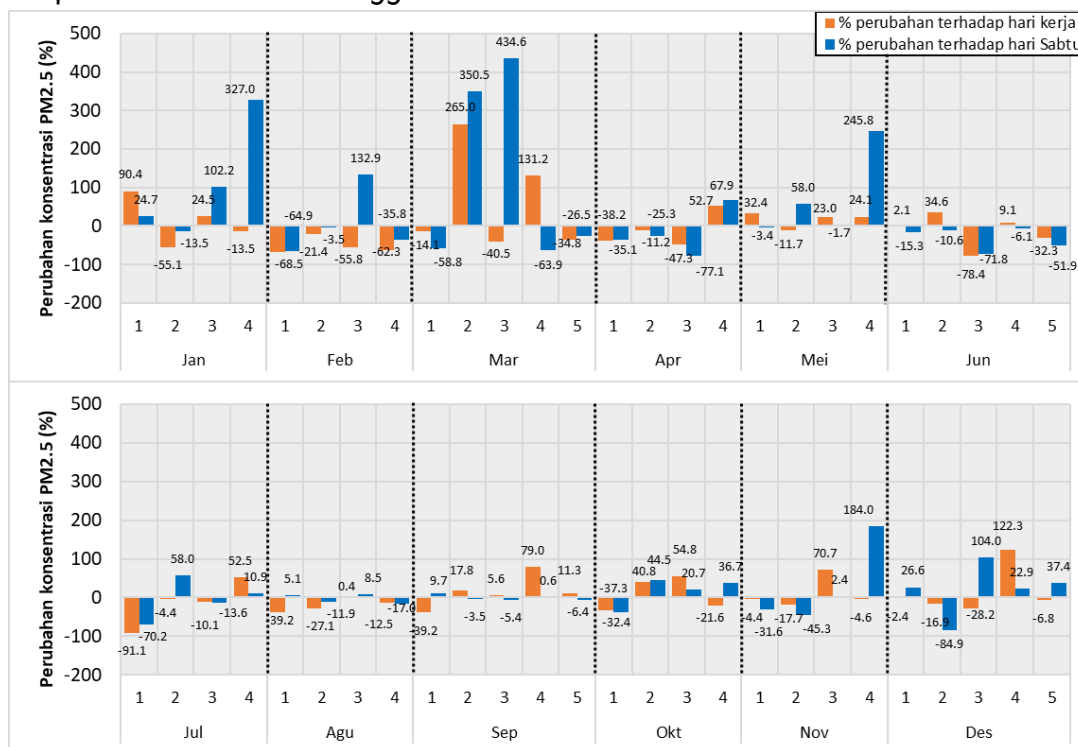 % perubahan terhadap hari kerja
% perubahan terhadap hari Sabtu
Perubahan konsentrasi PM2.5 (%)
500
400
300
200
100
0
-100
-200
90.4 24.7 -55.1 -13.5 24.5 102.2 -13.5 327.0
-68.5 -64.9 -21.4 -3.5 -55.8 132.9 -62.3 -35.8
-14.1 -58.8 265.0 350.5 -40.5 434.6 131.2 -63.9 -34.8 -26.5
-38.2 -35.1 -11.2 -25.3 -47.3 -77.1 52.7 67.9
32.4 -3.4 -11.7 58.0 23.0 -1.7 24.1 245.8
2.1 -15.3 34.6 -10.6 -78.4 -71.8 9.1 -6.1 -32.3 -51.9
1 2 3 4 1 2 3 4 1 2 3 4 5 1 2 3 4 1 2 3 4 1 2 3 4 5
Jan Feb Mar Apr Mei Jun
Perubahan konsentrasi PM2.5 (%)
500
400
300
200
100
0
-100
-200
-91.1 -70.2 -4.4 58.0 -10.1 -13.6 52.5 10.9
-39.2 5.1 -27.1 -11.9 0.4 8.5 -12.5 -17.0
-39.2 9.7 17.8 -3.5 5.6 -5.4 79.0 0.6 11.3 -6.4
-37.3 -32.4 40.8 44.5 54.8 20.7 -21.6 36.7
-4.4 -31.6 -17.7 -45.3 70.7 2.4 -4.6 184.0
-2.4 26.6 -16.9 -84.9 -28.2 104.0 122.3 22.9 -6.8 37.4
1 2 3 4 1 2 3 4 1 2 3 4 5 1 2 3 4 1 2 3 4 1 2 3 4 5
Jul Agu Sep Okt Nov Des